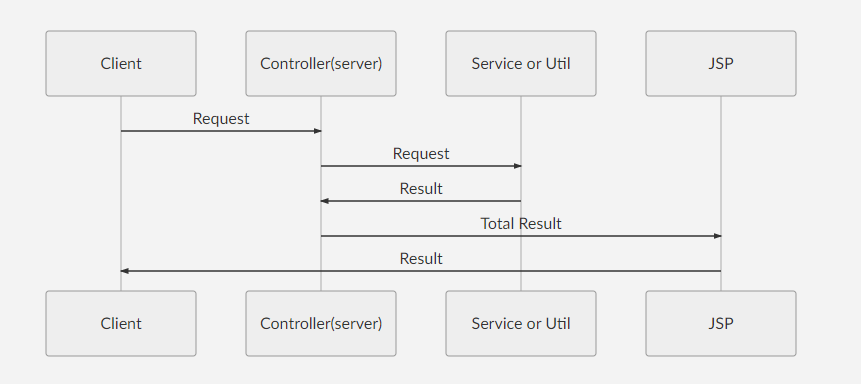 Client
Controller(server)
Service or Util
JSP
Request
Request
Result
Total Result
Result
Client
Controller(server)
Service or Util
JSP